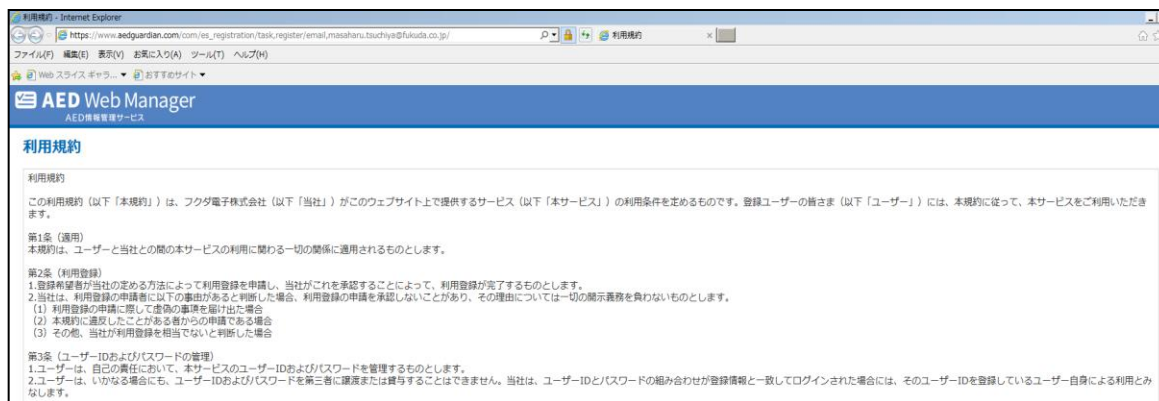 利用規約 - Internet Explorer
https://www.aedguardian.com/com/es_registration/task,register/email,masaharu.tsuchiya@fukuda.co.jp/
利用規約
ファイル(F) 編集(E) 表示(V) お気に入り(A) ツール(T) ヘルプ(H)
Web スライス ギャラ... おすすめサイト
AED Web Manager
AED情報管理サービス
利用規約
利用規約
この利用規約（以下「本規約」）は、フクダ電子株式会社（以下「当社」）がこのウェブサイト上で提供するサービス（以下「本サービス」）の利用条件を定めるものです。登録ユーザーの皆さま（以下「ユーザー」）には、本規約に従って、本サービスをご利用いただき
ます。
第1条（適用）
本規約は、ユーザーと当社との間の本サービスの利用に関わる一切の関係に適用されるものとします。
第2条（利用登録）
1.登録希望者が当社の定める方法によって利用登録を申請し、当社がこれを承認することによって、利用登録が完了するものとします。
2.当社は、利用登録の申請者に以下の事由があると判断した場合、利用登録の申請を承認しないことがあり、その理由については一切の開示義務を負わないものとします。
（1）利用登録の申請に際して虚偽の事項を届け出た場合
（2）本規約に違反したことがある者からの申請である場合
（3）その他、当社が利用登録を相当でないと判断した場合
第3条（ユーザーIDおよびパスワードの管理）
1.ユーザーは、自己の責任において、本サービスのユーザーIDおよびパスワードを管理するものとします。
2.ユーザーは、いかなる場合にも、ユーザーIDおよびパスワードを第三者に譲渡または貸与することはできません。当社は、ユーザーIDとパスワードの組み合わせが登録情報と一致してログインされた場合には、そのユーザーIDを登録しているユーザー自身による利用とみ
なします。